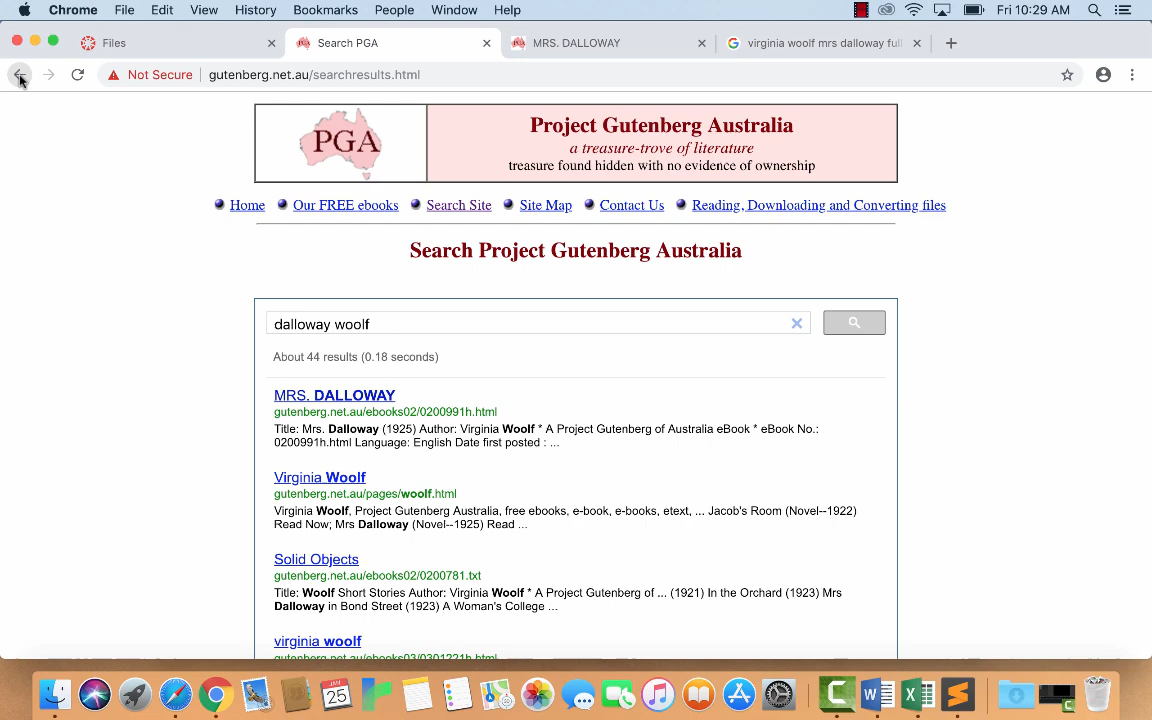 Chrome File Edit View History Bookmarks People Window Help Fri 10:29 AM
Files Search PGA MRS. DALLOWAY virginia woolf mrs dalloway full
Not Secure gutenberg.net.au/searchresults.html
PGA
Project Gutenberg Australia
a treasure-trove of literature
treasure found hidden with no evidence of ownership
Home Our FREE ebooks Search Site Site Map Contact Us Reading, Downloading and Converting files
Search Project Gutenberg Australia
dalloway woolf
About 44 results (0.18 seconds)
MRS. DALLOWAY
gutenberg.net.au/ebooks02/0200991h.html
Title: Mrs. Dalloway (1925) Author: Virginia Woolf * A Project Gutenberg of Australia eBook * eBook No.:
0200991h.html Language: English Date first posted : ...
Virginia Woolf
gutenberg.net.au/pages/woolf.html
Virginia Woolf, Project Gutenberg Australia, free ebooks, e-book, e-books, etext, ... Jacob's Room (Novel--1922)
Read Now; Mrs Dalloway (Novel--1925) Read ...
Solid Objects
gutenberg.net.au/ebooks02/0200781.txt
Title: Woolf Short Stories Author: Virginia Woolf * A Project Gutenberg of ... (1921) In the Orchard (1923) Mrs
Dalloway in Bond Street (1923) A Woman's College ...
virginia woolf
gutenberg.net.au/ebooks03/0301221h.html
JAN
25